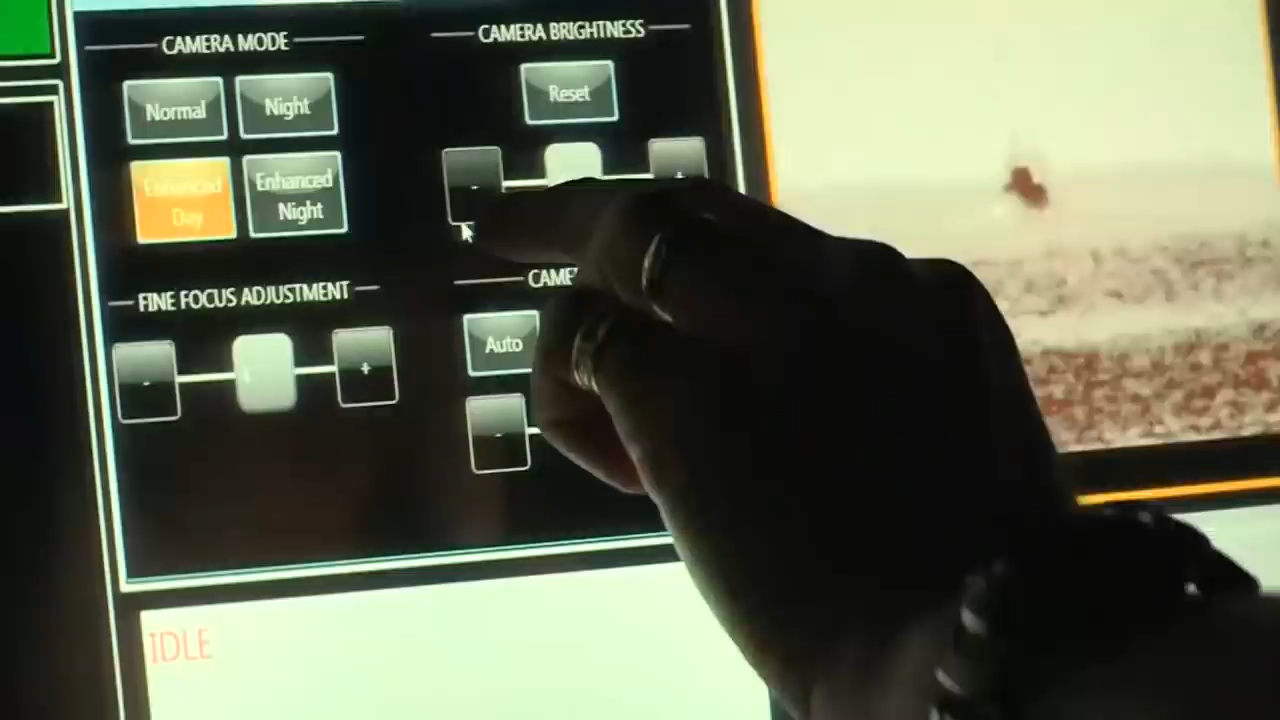 CAMERA MODE
CAMERA BRIGHTNESS
Normal
Night
Reset
Enhanced
Day
Enhanced
Night
-
+
FINE FOCUS ADJUSTMENT
CAME
Auto
-
+
-
IDLE